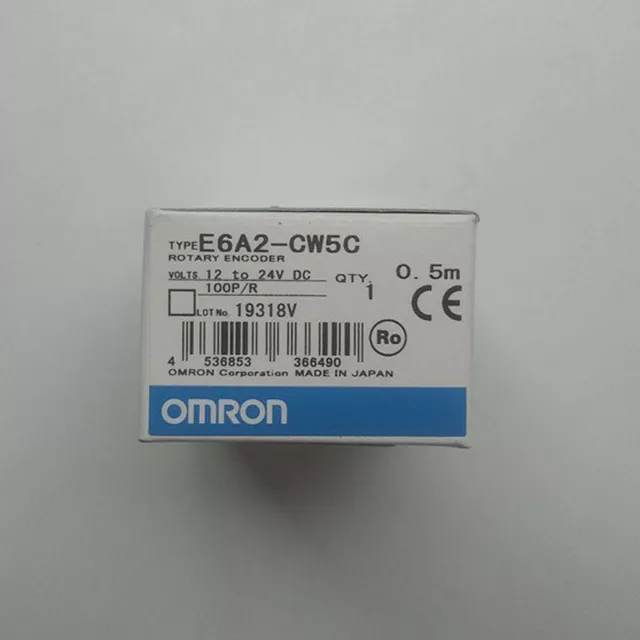 TYPE E6A2-CW5C
ROTARY ENCODER
VOLTS 12 to 24V DC QTY. 1 0.5m
100P/R
LOT No. 19318V CE
Ro
4 536853 366490
OMRON Corporation MADE IN JAPAN
OMRON